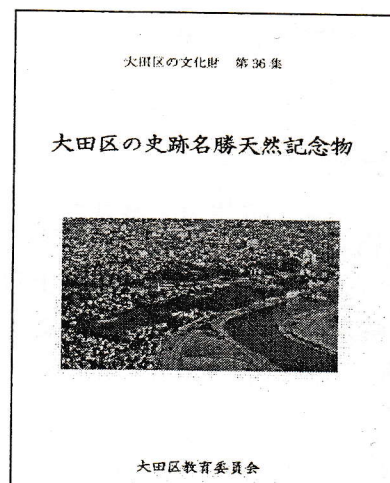 大田区の文化財 第36集
大田区の史跡名勝天然記念物
大田区教育委員会